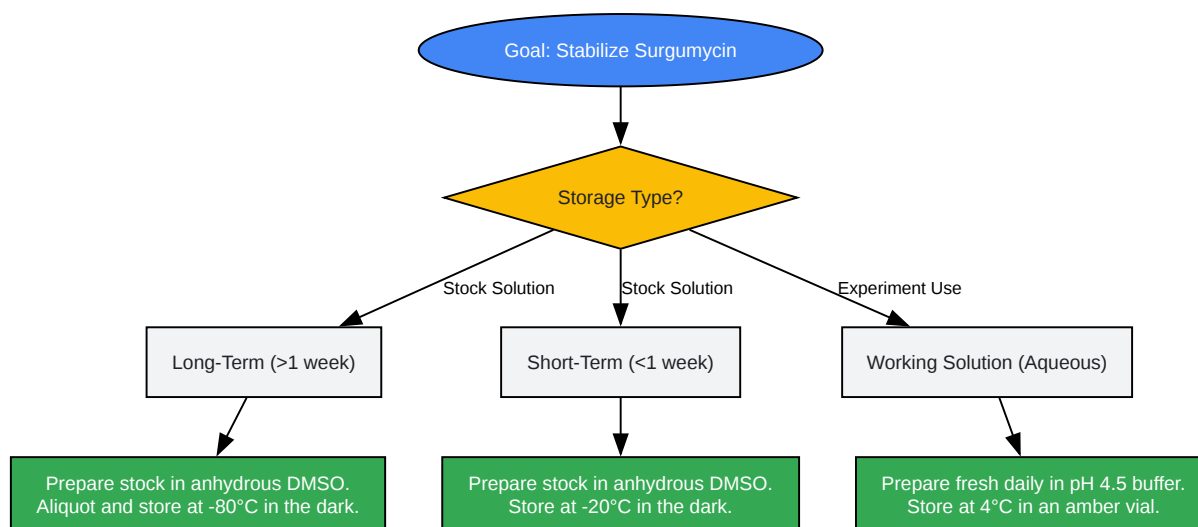 Goal: Stabilize Surgumycin
Storage Type?
Stock Solution
Stock Solution
Experiment Use
Long-Term (>1 week)
Short-Term (<1 week)
Working Solution (Aqueous)
Prepare stock in anhydrous DMSO.
Aliquot and store at -80°C in the dark.
Prepare stock in anhydrous DMSO.
Store at -20°C in the dark.
Prepare fresh daily in pH 4.5 buffer.
Store at 4°C in an amber vial.